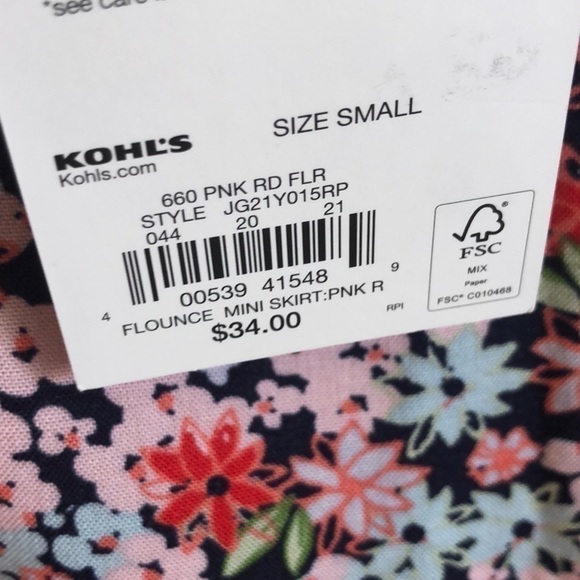 *see
SIZE SMALL
KOHL'S
Kohls.com
660 PNK RD FLR
STYLE JG21Y015RP
044 20 21
4 00539 41548 9
FLOUNCE MINI SKIRT:PNK R
RPI
$34.00
FSC
MIX
Paper
FSC® C010468